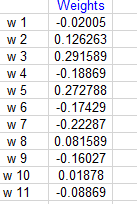 Weights
w 1 -0.02005
w 2 0.126263
w 3 0.291589
w 4 -0.18869
w 5 0.272788
w 6 -0.17429
w 7 -0.22287
w 8 0.081589
w 9 -0.16027
w 10 0.01878
w 11 -0.08869